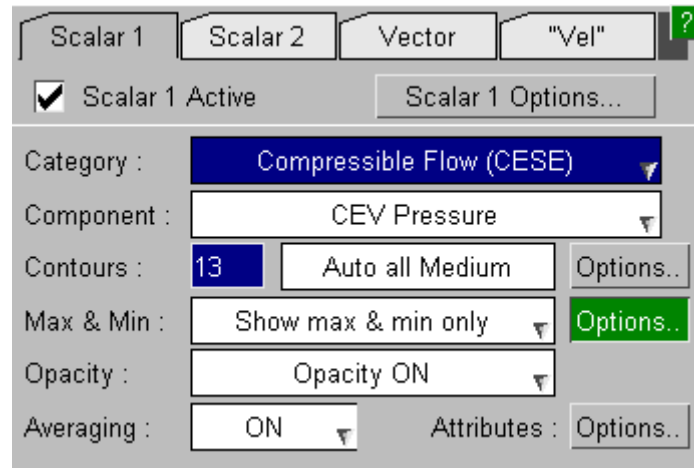 Scalar 1 Scalar 2 Vector "Vel" ?
Scalar 1 Active Scalar 1 Options...
Category : Compressible Flow (CESE)
Component : CEV Pressure
Contours : 13 Auto all Medium Options..
Max & Min : Show max & min only Options..
Opacity : Opacity ON
Averaging : ON Attributes : Options..